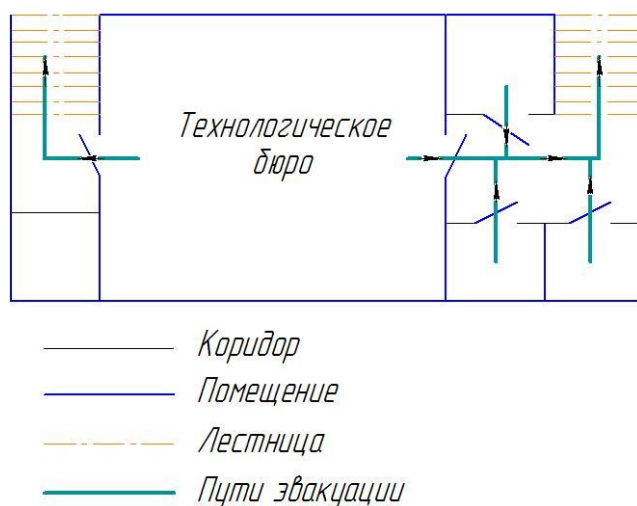 Технологическое
бюро
Коридор
Помещение
Лестница
Пути эвакуации